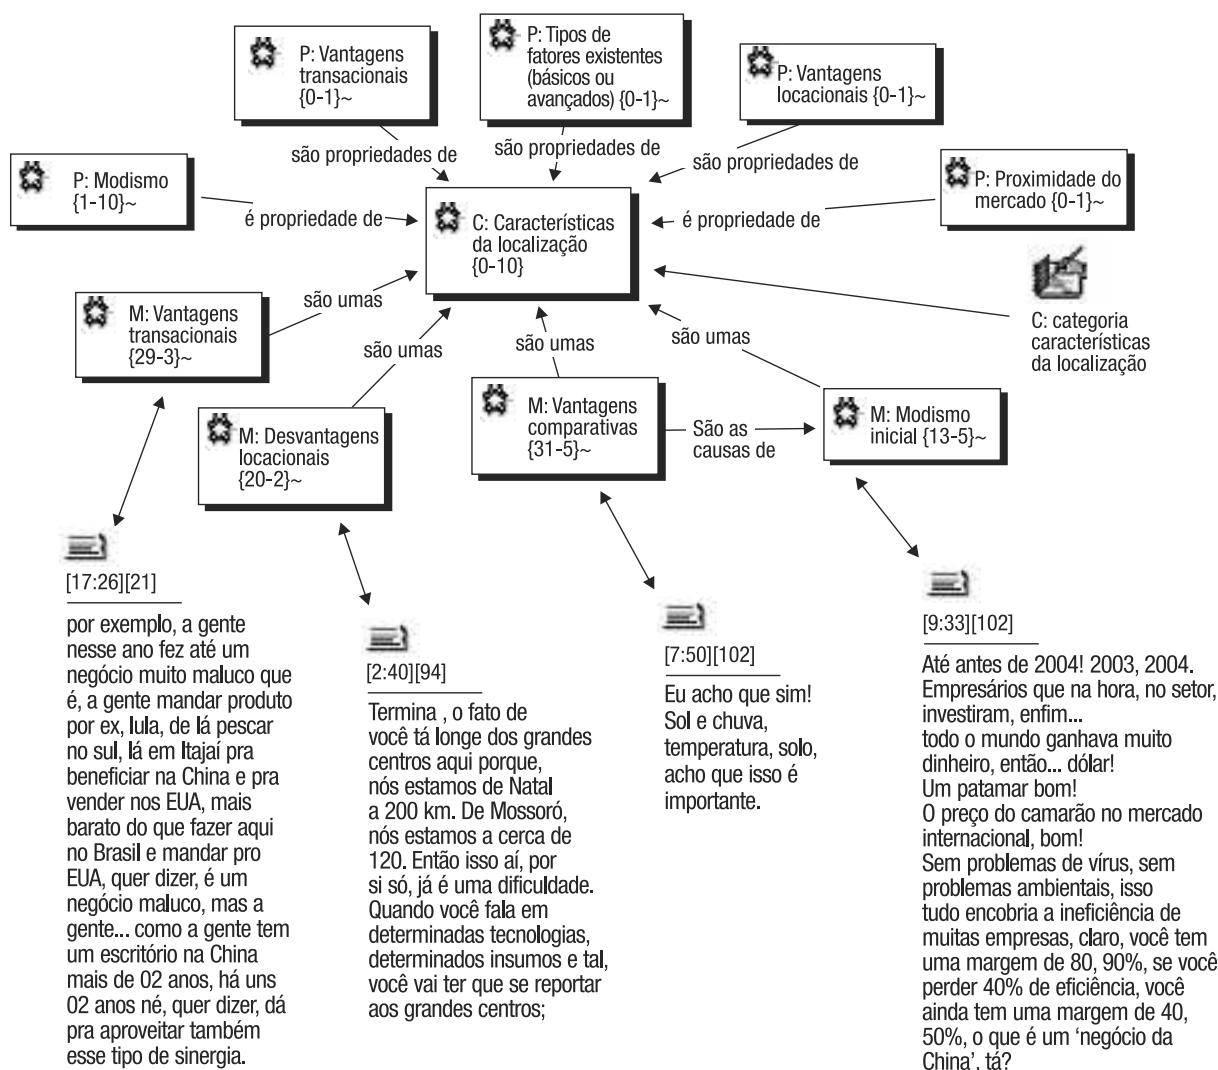 P: Vantagens
transacionais
{0-1}~
P: Tipos de
fatores existentes
(básicos ou
avançados) {0-1}~
P: Vantagens
locacionais {0-1}~
são propriedades de
são propriedades de
são propriedades de
P: Modismo
{1-10}~
é propriedade de
C: Características
da localização
{0-10}
é propriedade de
P: Proximidade do
mercado {0-1}~
C: categoria
características
da localização
M: Vantagens
transacionais
{29-3}~
são umas
são umas
são umas
são umas
M: Desvantagens
locacionais
{20-2}~
M: Vantagens
comparativas
{31-5}~
São as
causas de
M: Modismo
inicial {13-5}~
[17:26][21]
por exemplo, a gente
nesse ano fez até um
negócio muito maluco que
é, a gente mandar produto
por ex, lula, de lá pescar
no sul, lá em Itajaí pra
beneficiar na China e pra
vender nos EUA, mais
barato do que fazer aqui
no Brasil e mandar pro
EUA, quer dizer, é um
negócio maluco, mas a
gente... como a gente tem
um escritório na China
mais de 02 anos, há uns
02 anos né, quer dizer, dá
pra aproveitar também
esse tipo de sinergia.
[2:40][94]
Termina , o fato de
você tá longe dos grandes
centros aqui porque,
nós estamos de Natal
a 200 km. De Mossoró,
nós estamos a cerca de
120. Então isso aí, por
si só, já é uma dificuldade.
Quando você fala em
determinadas tecnologias,
determinados insumos e tal,
você vai ter que se reportar
aos grandes centros;
[7:50][102]
Eu acho que sim!
Sol e chuva,
temperatura, solo,
acho que isso é
importante.
[9:33][102]
Até antes de 2004! 2003, 2004.
Empresários que na hora, no setor,
investiram, enfim...
todo o mundo ganhava muito
dinheiro, então... dólar!
Um patamar bom!
O preço do camarão no mercado
internacional, bom!
Sem problemas de vírus, sem
problemas ambientais, isso
tudo encobria a ineficiência de
muitas empresas, claro, você tem
uma margem de 80, 90%, se você
perder 40% de eficiência, você
ainda tem uma margem de 40,
50%, o que é um ‘negócio da
China’, tá?